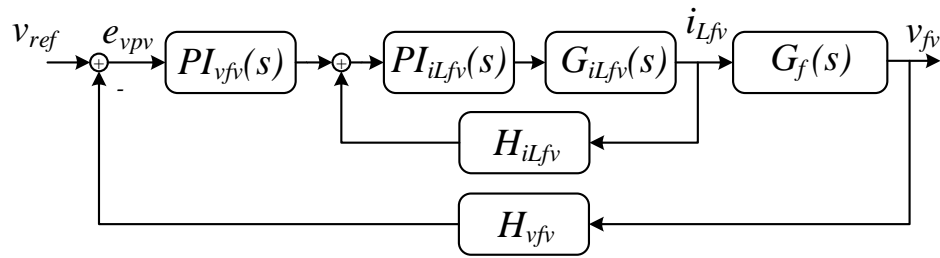 v_ref e_vpv PI_vfv(s) + PI_iLfv(s) G_iLfv(s) i_Lfv G_f(s) v_fv
+ -
H_iLfv
H_vfv